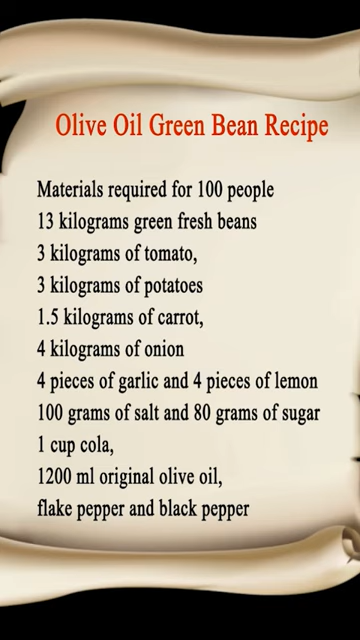 Olive Oil Green Bean Recipe
Materials required for 100 people
13 kilograms green fresh beans
3 kilograms of tomato,
3 kilograms of potatoes
1.5 kilograms of carrot,
4 kilograms of onion
4 pieces of garlic and 4 pieces of lemon
100 grams of salt and 80 grams of sugar
1 cup cola,
1200 ml original olive oil,
flake pepper and black pepper